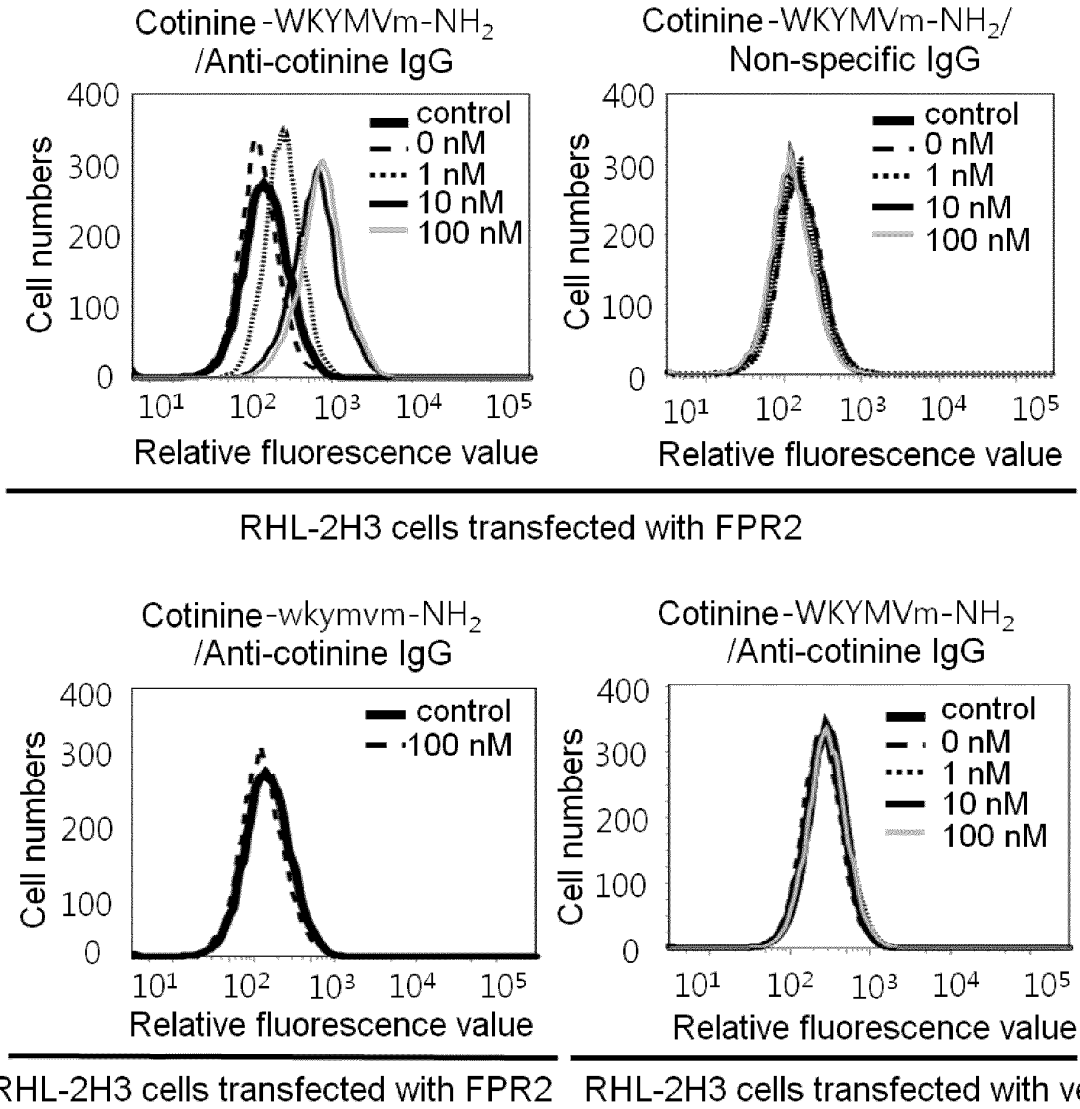 Cotinine-WKYMVm-NH₂
/Anti-cotinine IgG
Cell numbers
400
300
200
100
0
control
0 nM
1 nM
10 nM
100 nM
10¹ 10² 10³ 10⁴ 10⁵
Relative fluorescence value
Cotinine-WKYMVm-NH₂/
Non-specific IgG
Cell numbers
400
300
200
100
0
control
0 nM
1 nM
10 nM
100 nM
10¹ 10² 10³ 10⁴ 10⁵
Relative fluorescence value
RHL-2H3 cells transfected with FPR2
Cotinine-wkymvm-NH₂
/Anti-cotinine IgG
Cell numbers
400
300
200
100
0
control
100 nM
10¹ 10² 10³ 10⁴ 10⁵
Relative fluorescence value
RHL-2H3 cells transfected with FPR2
Cotinine-WKYMVm-NH₂
/Anti-cotinine IgG
Cell numbers
400
300
200
100
0
control
0 nM
1 nM
10 nM
100 nM
10¹ 10² 10³ 10⁴ 10⁵
Relative fluorescence value
RHL-2H3 cells transfected with